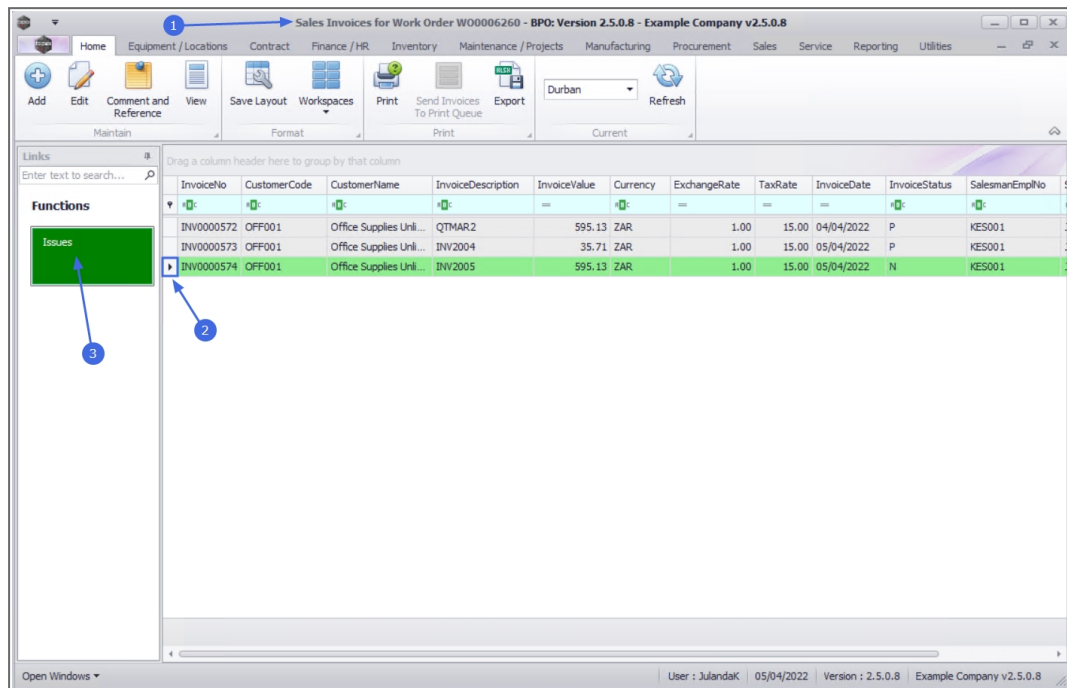 1
Sales Invoices for Work Order WO0006260 - BPO: Version 2.5.0.8 - Example Company v2.5.0.8
Home Equipment / Locations Contract Finance / HR Inventory Maintenance / Projects Manufacturing Procurement Sales Service Reporting Utilities
Add Edit Comment and Reference View Save Layout Workspaces Print Send Invoices To Print Queue Export Durban Refresh
Maintain Format Print Current
Links
Enter text to search...
Functions
Issues
Drag a column header here to group by that column
InvoiceNo CustomerCode CustomerName InvoiceDescription InvoiceValue Currency ExchangeRate TaxRate InvoiceDate InvoiceStatus SalesmanEmplNo
INV0000572 OFF001 Office Supplies Unli... QTMAR2 595.13 ZAR 1.00 15.00 04/04/2022 P KES001
INV0000573 OFF001 Office Supplies Unli... INV2004 35.71 ZAR 1.00 15.00 05/04/2022 P KES001
INV0000574 OFF001 Office Supplies Unli... INV2005 595.13 ZAR 1.00 15.00 05/04/2022 N KES001
2
3
Open Windows User : JulandaK 05/04/2022 Version : 2.5.0.8 Example Company v2.5.0.8